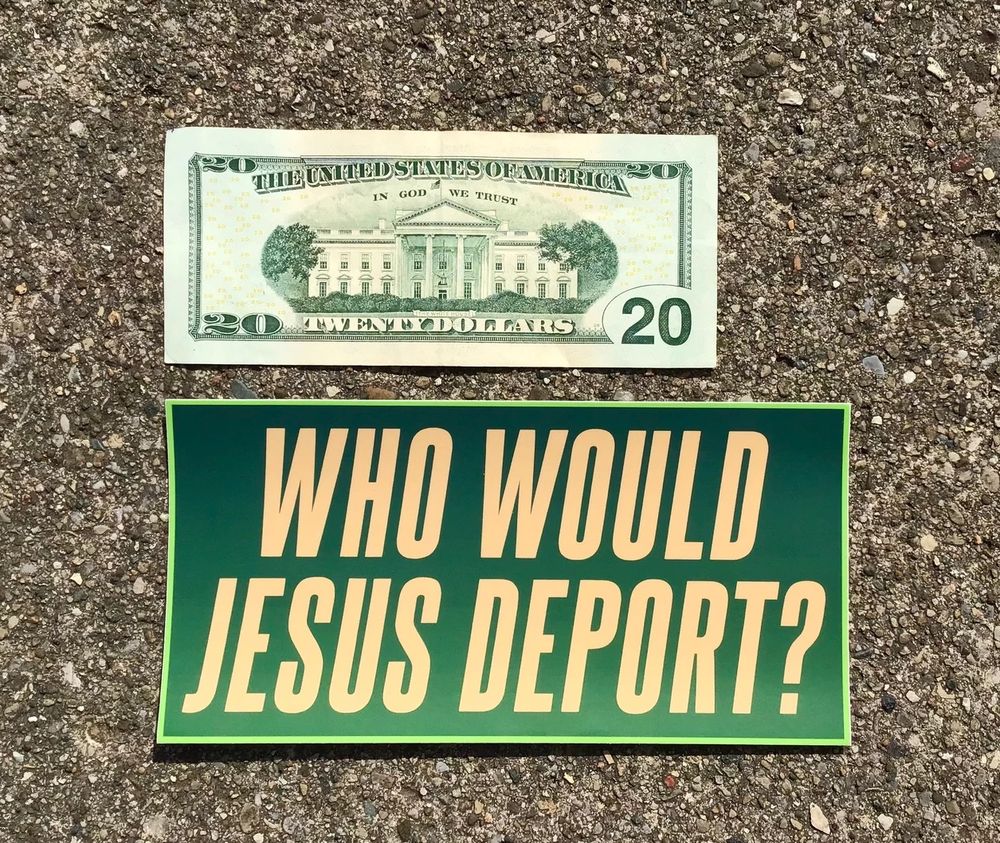 20 THE UNITED STATES OF AMERICA 20
IN GOD WE TRUST
20 TWENTY DOLLARS 20
WHO WOULD
JESUS DEPORT?